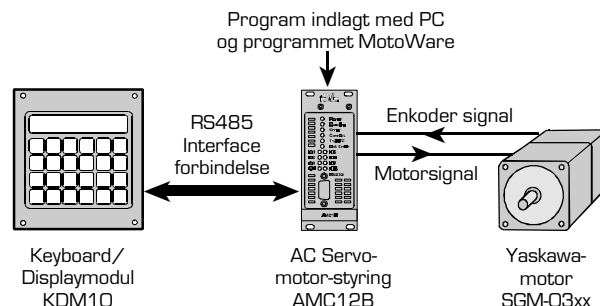 Program indlagt med PC
og programmet MotoWare
RS485
Interface
forbindelse
Enkoder signal
Motorsignal
Keyboard/
Displaymodul
KDM10
AC Servo-
motor-styring
AMC12B
Yaskawa-
motor
SGM-03xx